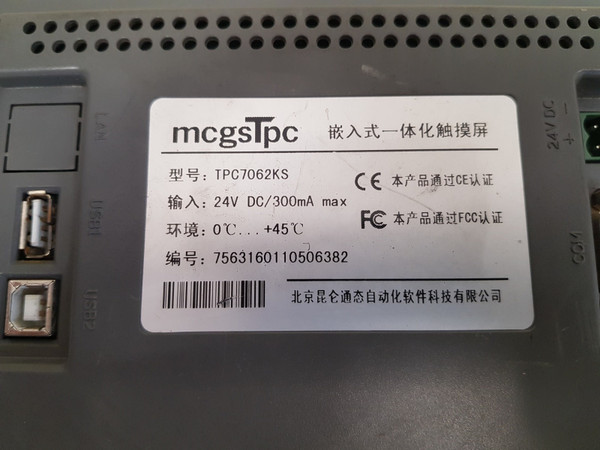 mcgsTpc 嵌入式一体化触摸屏
型号: TPC7062KS
输入: 24V DC/300mA max
环境: 0℃...+45℃
编号: 7563160110506382
CE 本产品通过CE认证
FC 本产品通过FCC认证
北京昆仑通态自动化软件科技有限公司
LAN
USB1
USB2
24V DC
- +
COM